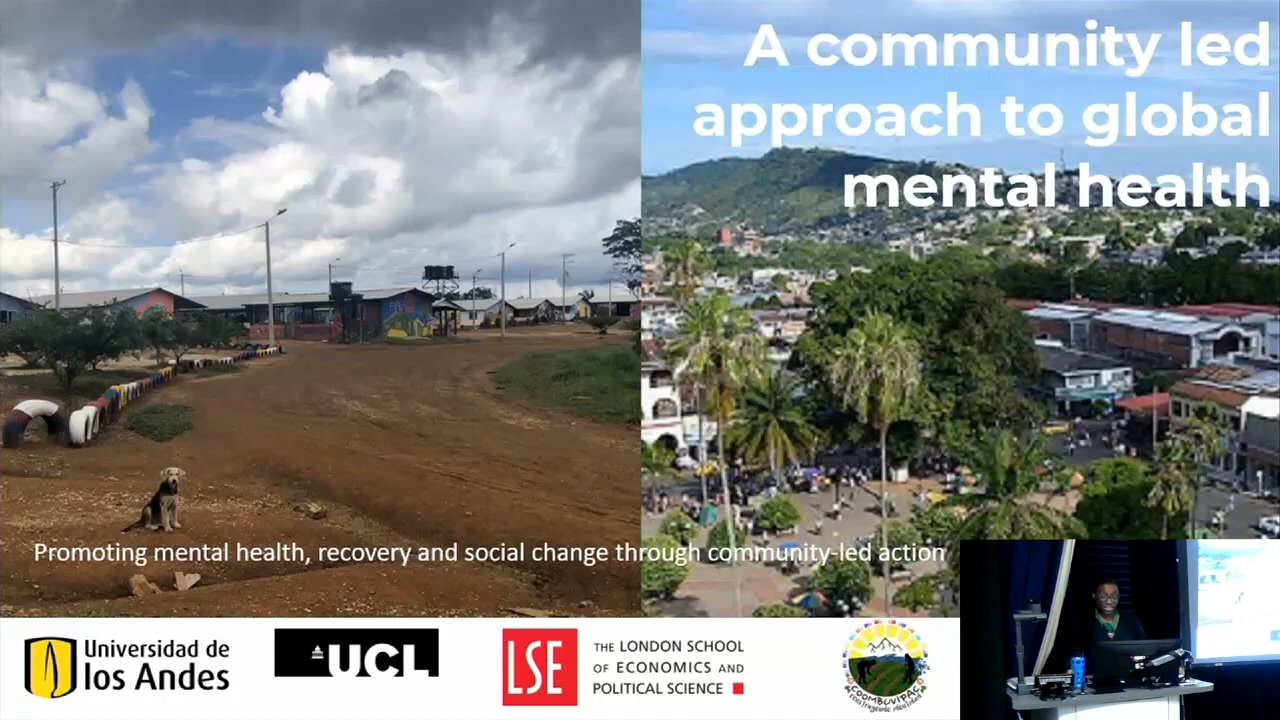 A community led
approach to global
mental health
Promoting mental health, recovery and social change through community-led action
Universidad de
los Andes
UCL
LSE
THE LONDON SCHOOL
OF ECONOMICS AND
POLITICAL SCIENCE
COOMBUVIPAC